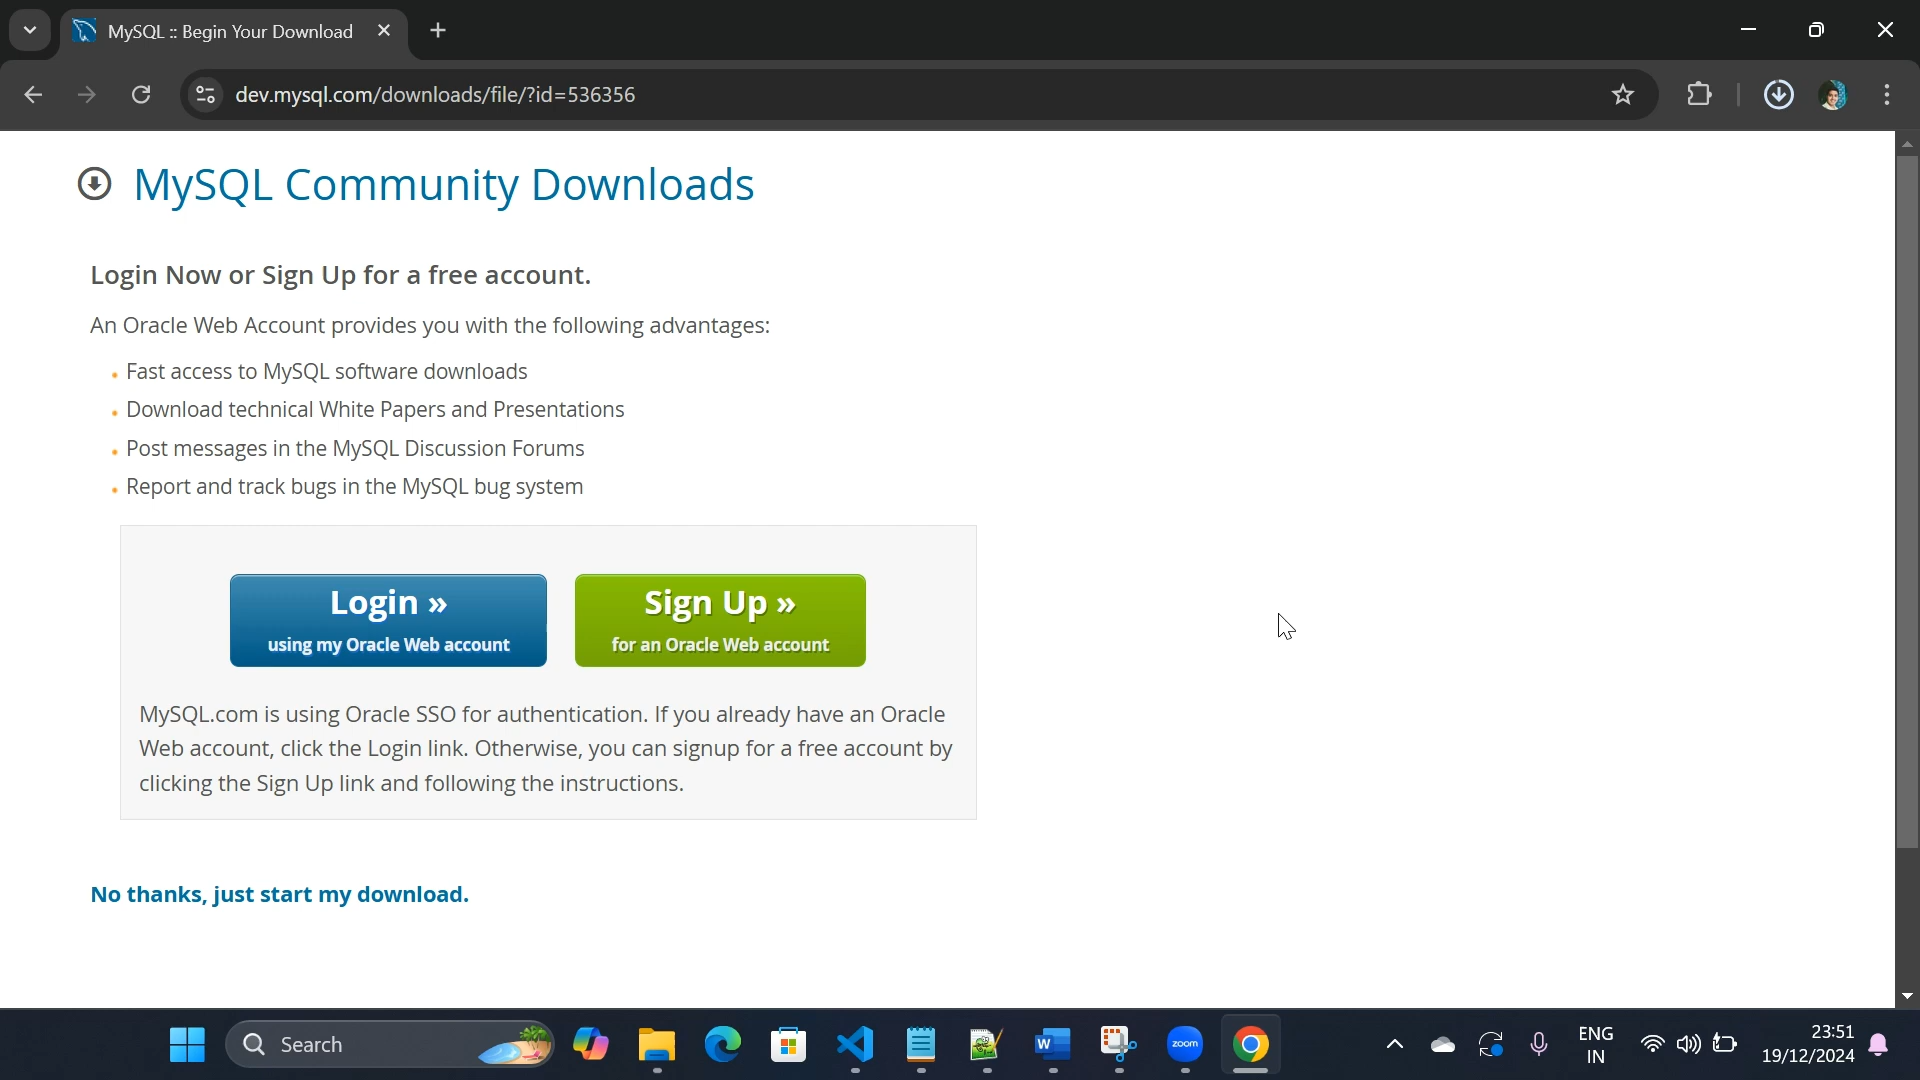 MySQL :: Begin Your Download
dev.mysql.com/downloads/file/?id=536356
MySQL Community Downloads
Login Now or Sign Up for a free account.
An Oracle Web Account provides you with the following advantages:
Fast access to MySQL software downloads
Download technical White Papers and Presentations
Post messages in the MySQL Discussion Forums
Report and track bugs in the MySQL bug system
Login »
using my Oracle Web account
Sign Up »
for an Oracle Web account
MySQL.com is using Oracle SSO for authentication. If you already have an Oracle
Web account, click the Login link. Otherwise, you can signup for a free account by
clicking the Sign Up link and following the instructions.
No thanks, just start my download.
Search
W
zoom
ENG
IN
23:51
19/12/2024